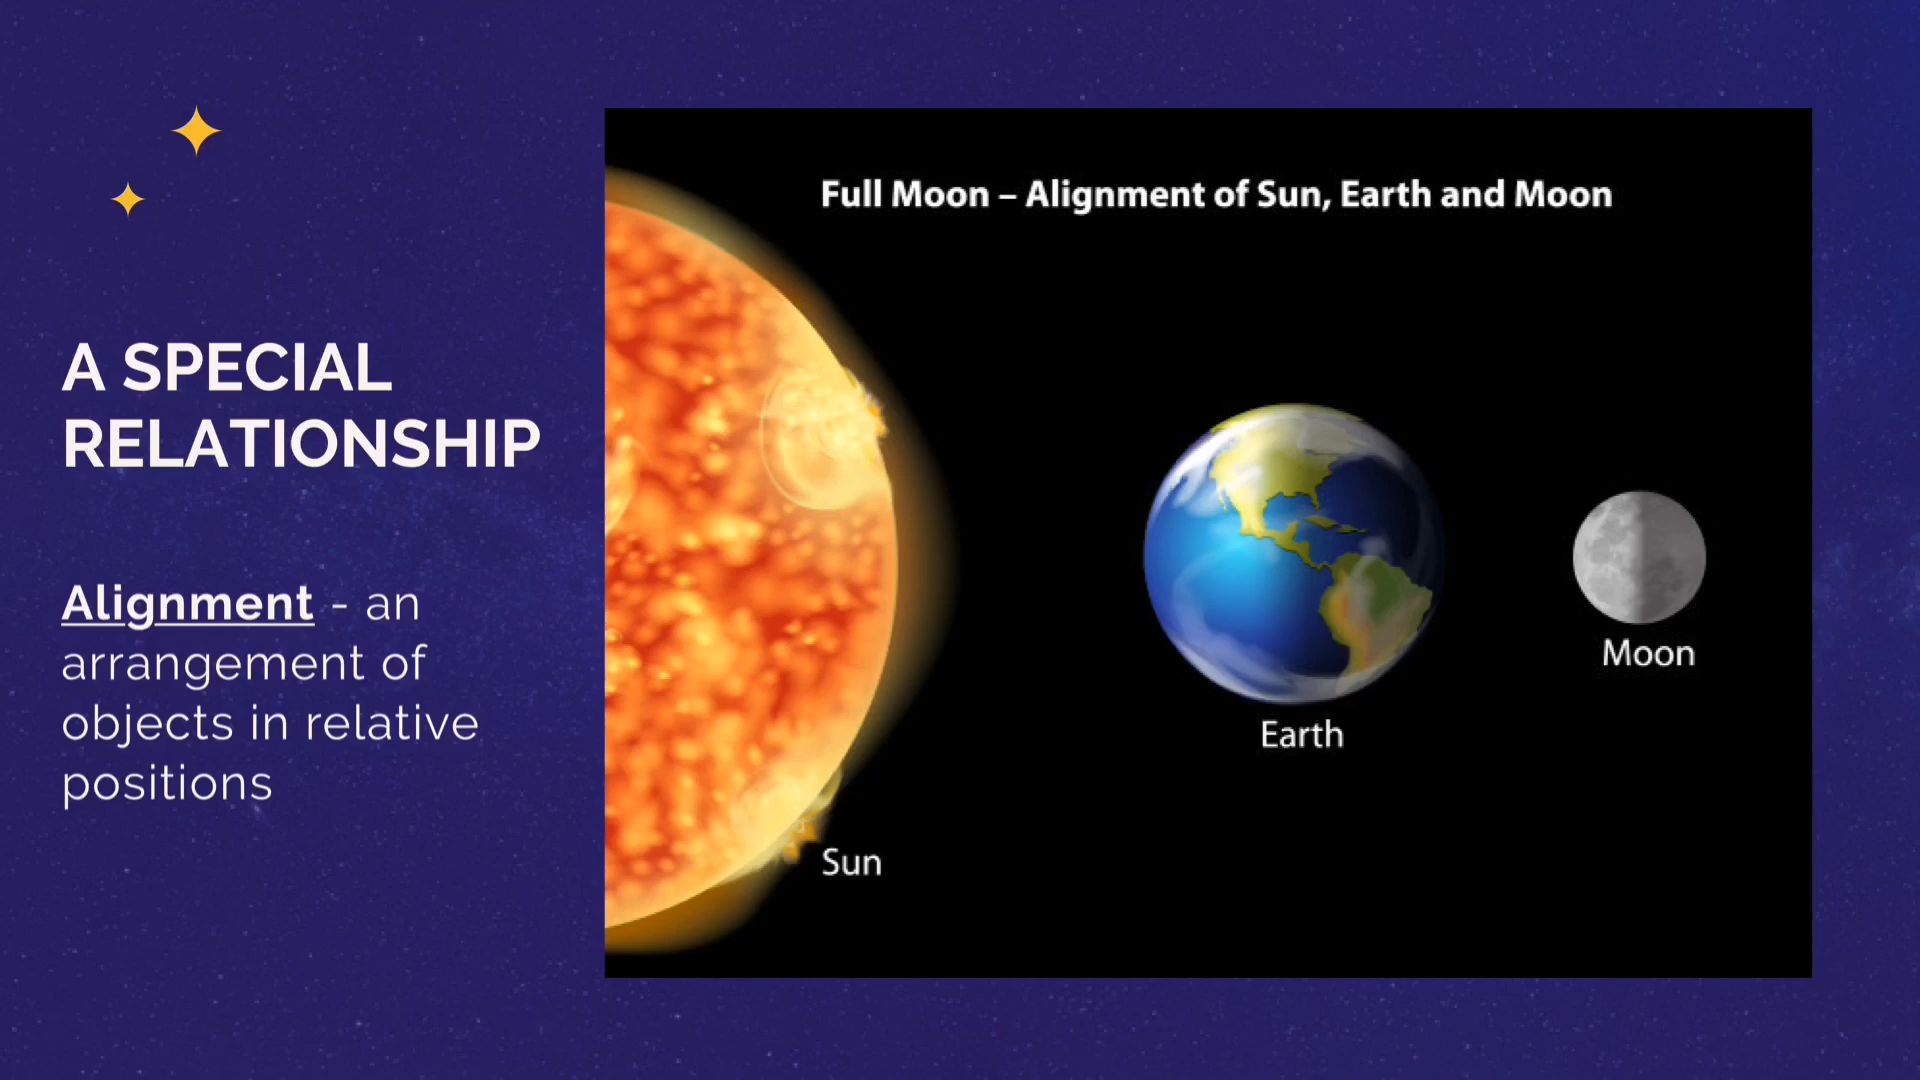 A SPECIAL
RELATIONSHIP
Alignment - an
arrangement of
objects in relative
positions
Full Moon – Alignment of Sun, Earth and Moon
Moon
Earth
Sun